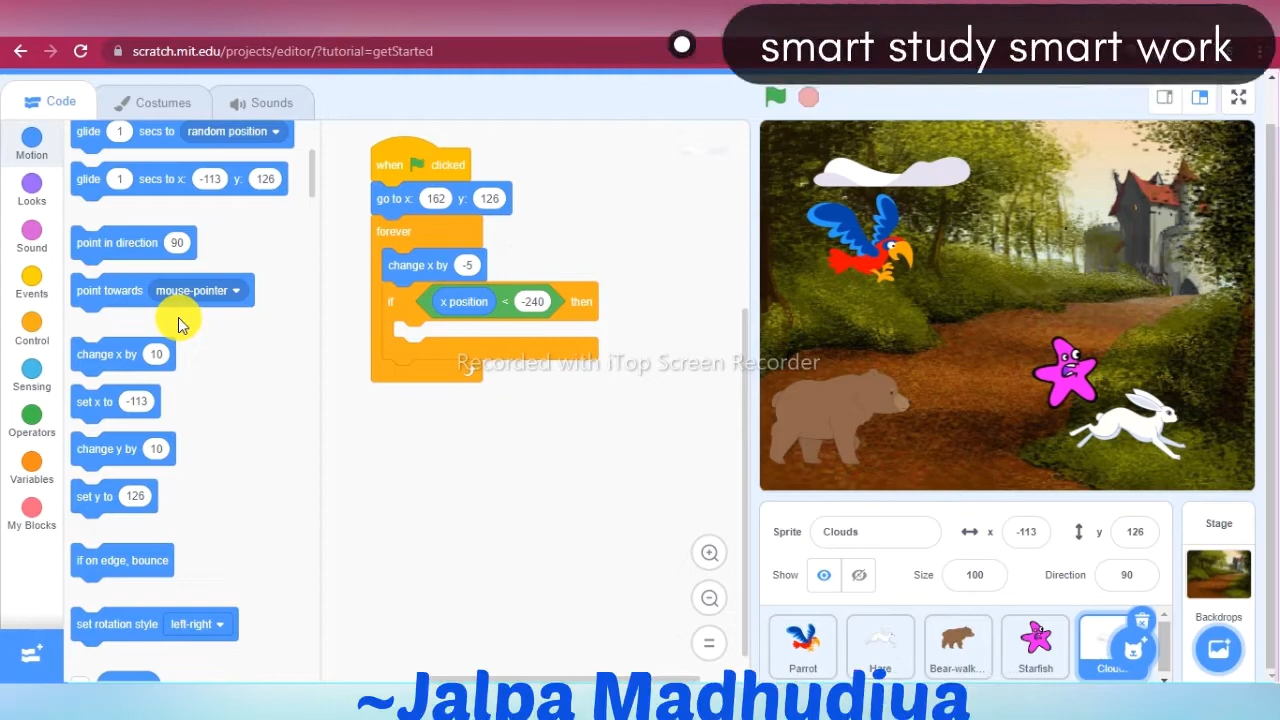 smart study smart work
scratch.mit.edu/projects/editor/?tutorial=getStarted
Code
Costumes
Sounds
Motion
Looks
Sound
Events
Control
Sensing
Operators
Variables
My Blocks
glide 1 secs to random position
glide 1 secs to x: -113 y: 126
point in direction 90
point towards mouse-pointer
change x by 10
set x to -113
change y by 10
set y to 126
if on edge, bounce
set rotation style left-right
when clicked
go to x: 162 y: 126
forever
change x by -5
if x position < -240 then
Recorded with iTop Screen Recorder
Sprite Clouds x -113 y 126
Show Size 100 Direction 90
Parrot
Hare
Bear-walk...
Starfish
Stage
Backdrops
~Jalpa Madhudiya